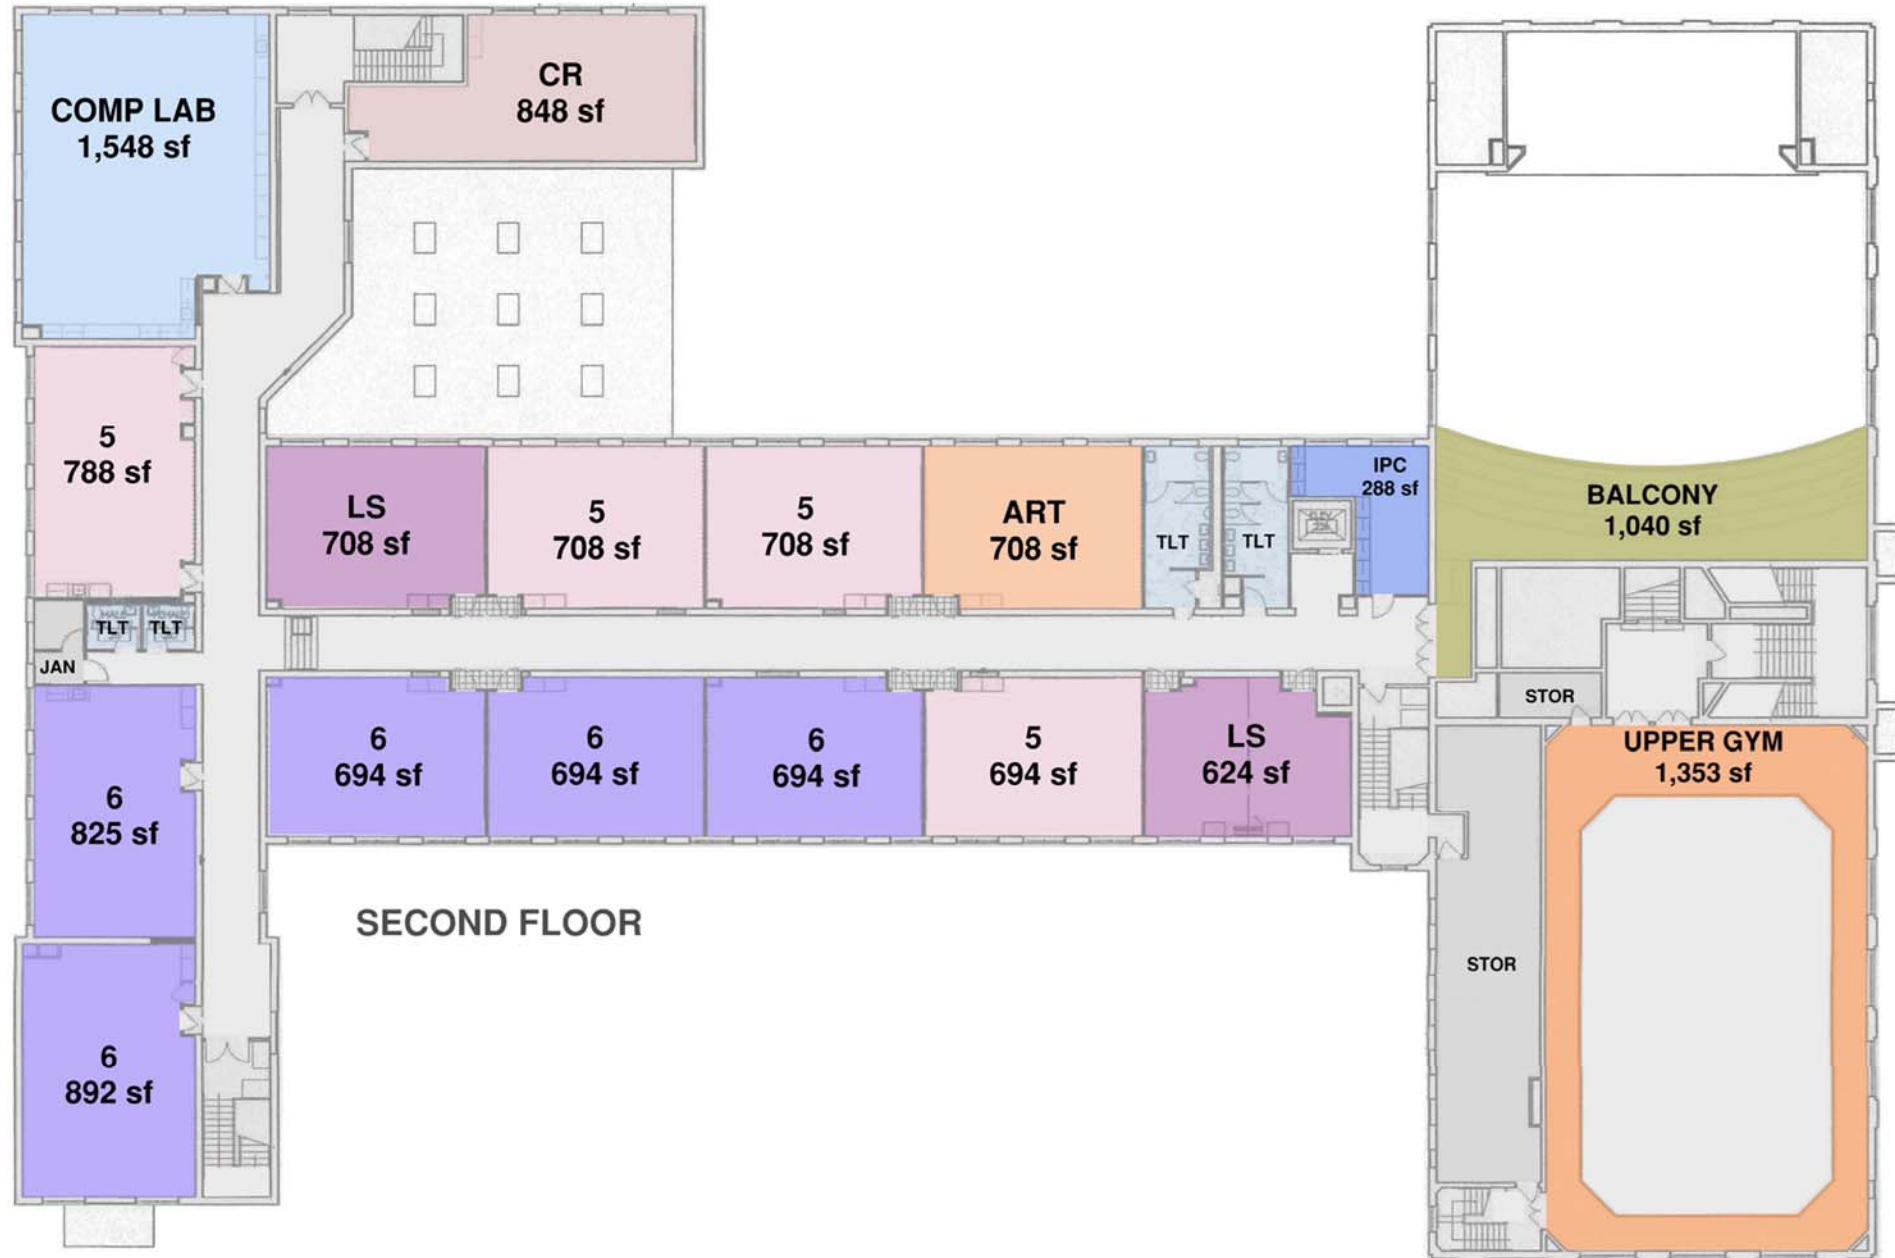 COMP LAB
1,548 sf
CR
848 sf
5
788 sf
LS
708 sf
5
708 sf
5
708 sf
ART
708 sf
TLT
TLT
IPC
288 sf
BALCONY
1,040 sf
TLT
TLT
JAN
6
825 sf
6
694 sf
6
694 sf
6
694 sf
5
694 sf
LS
624 sf
STOR
UPPER GYM
1,353 sf
SECOND FLOOR
STOR
6
892 sf